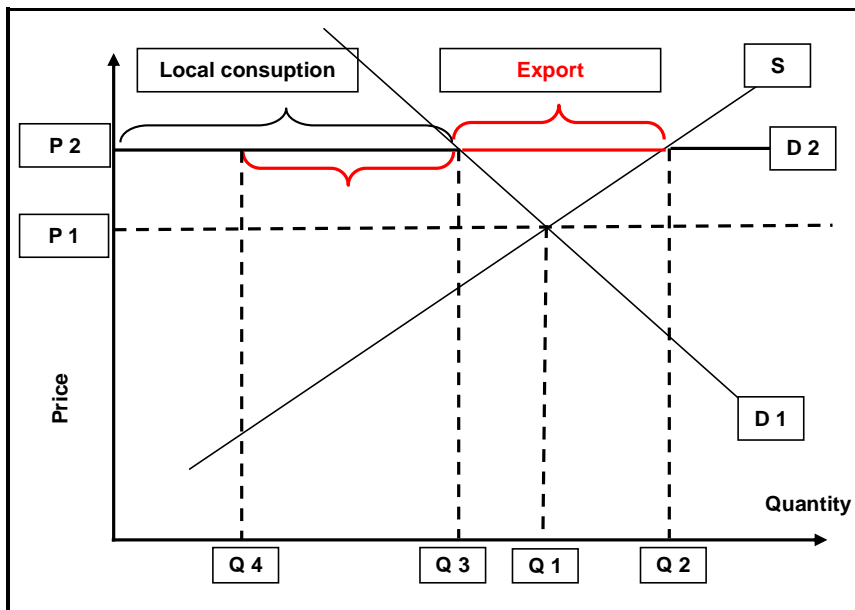 Local consuption
Export
S
P 2
D 2
P 1
Price
D 1
Quantity
Q 4
Q 3
Q 1
Q 2